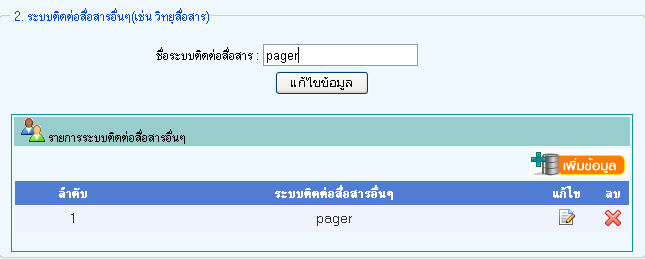 2. ระบบติดต่อสื่อสารอื่นๆ(เช่น วิทยุสื่อสาร)
ชื่อระบบติดต่อสื่อสาร : pager
แก้ไขข้อมูล
รายการระบบติดต่อสื่อสารอื่นๆ
เพิ่มข้อมูล
ลำดับ ระบบติดต่อสื่อสารอื่นๆ แก้ไข ลบ
1 pager